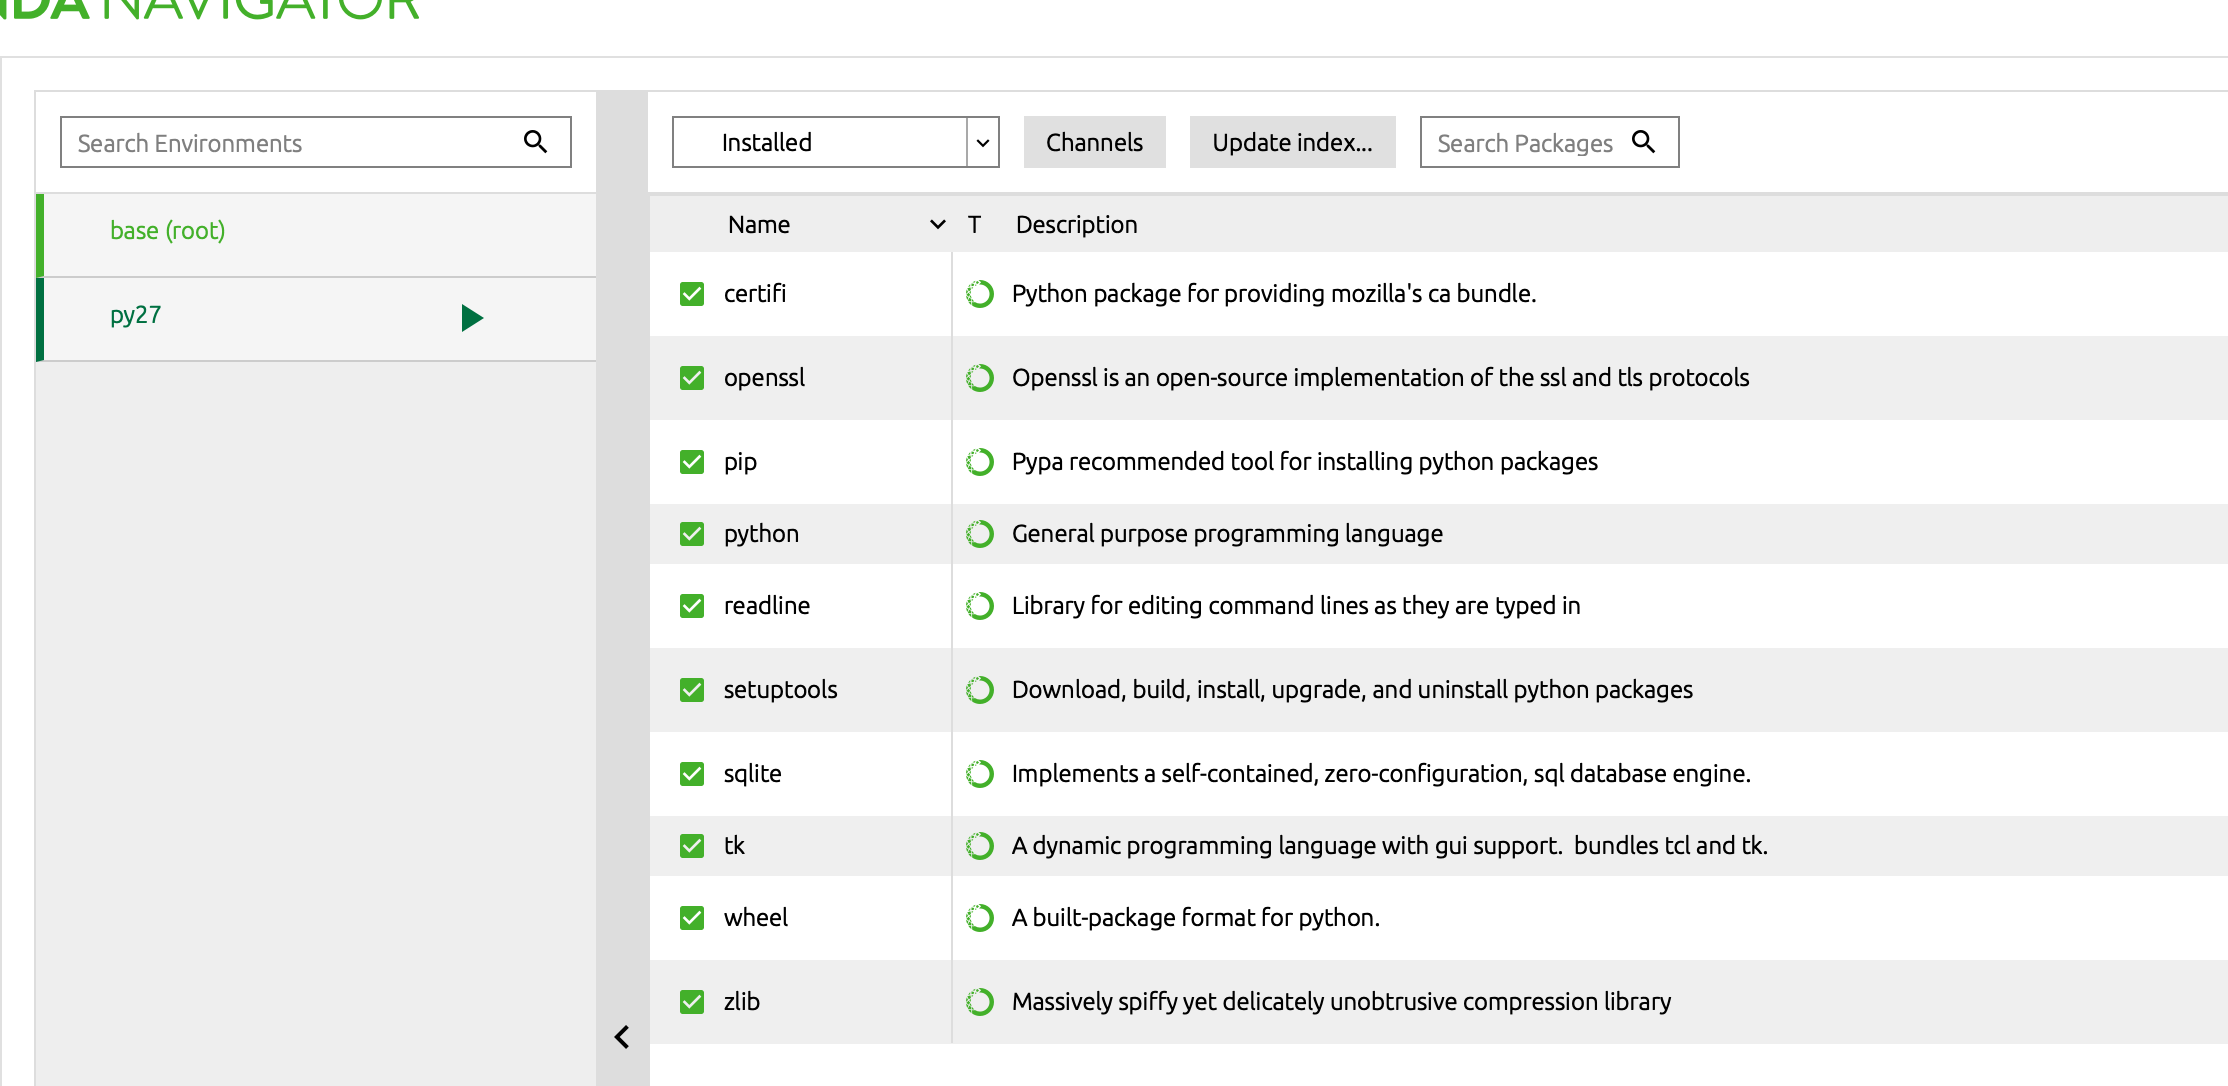 NDA NAVIGATOR
Search Environments
Installed
Channels
Update index...
Search Packages
base (root)
py27
Name T Description
certifi Python package for providing mozilla's ca bundle.
openssl Openssl is an open-source implementation of the ssl and tls protocols
pip Pypa recommended tool for installing python packages
python General purpose programming language
readline Library for editing command lines as they are typed in
setuptools Download, build, install, upgrade, and uninstall python packages
sqlite Implements a self-contained, zero-configuration, sql database engine.
tk A dynamic programming language with gui support.  bundles tcl and tk.
wheel A built-package format for python.
zlib Massively spiffy yet delicately unobtrusive compression library